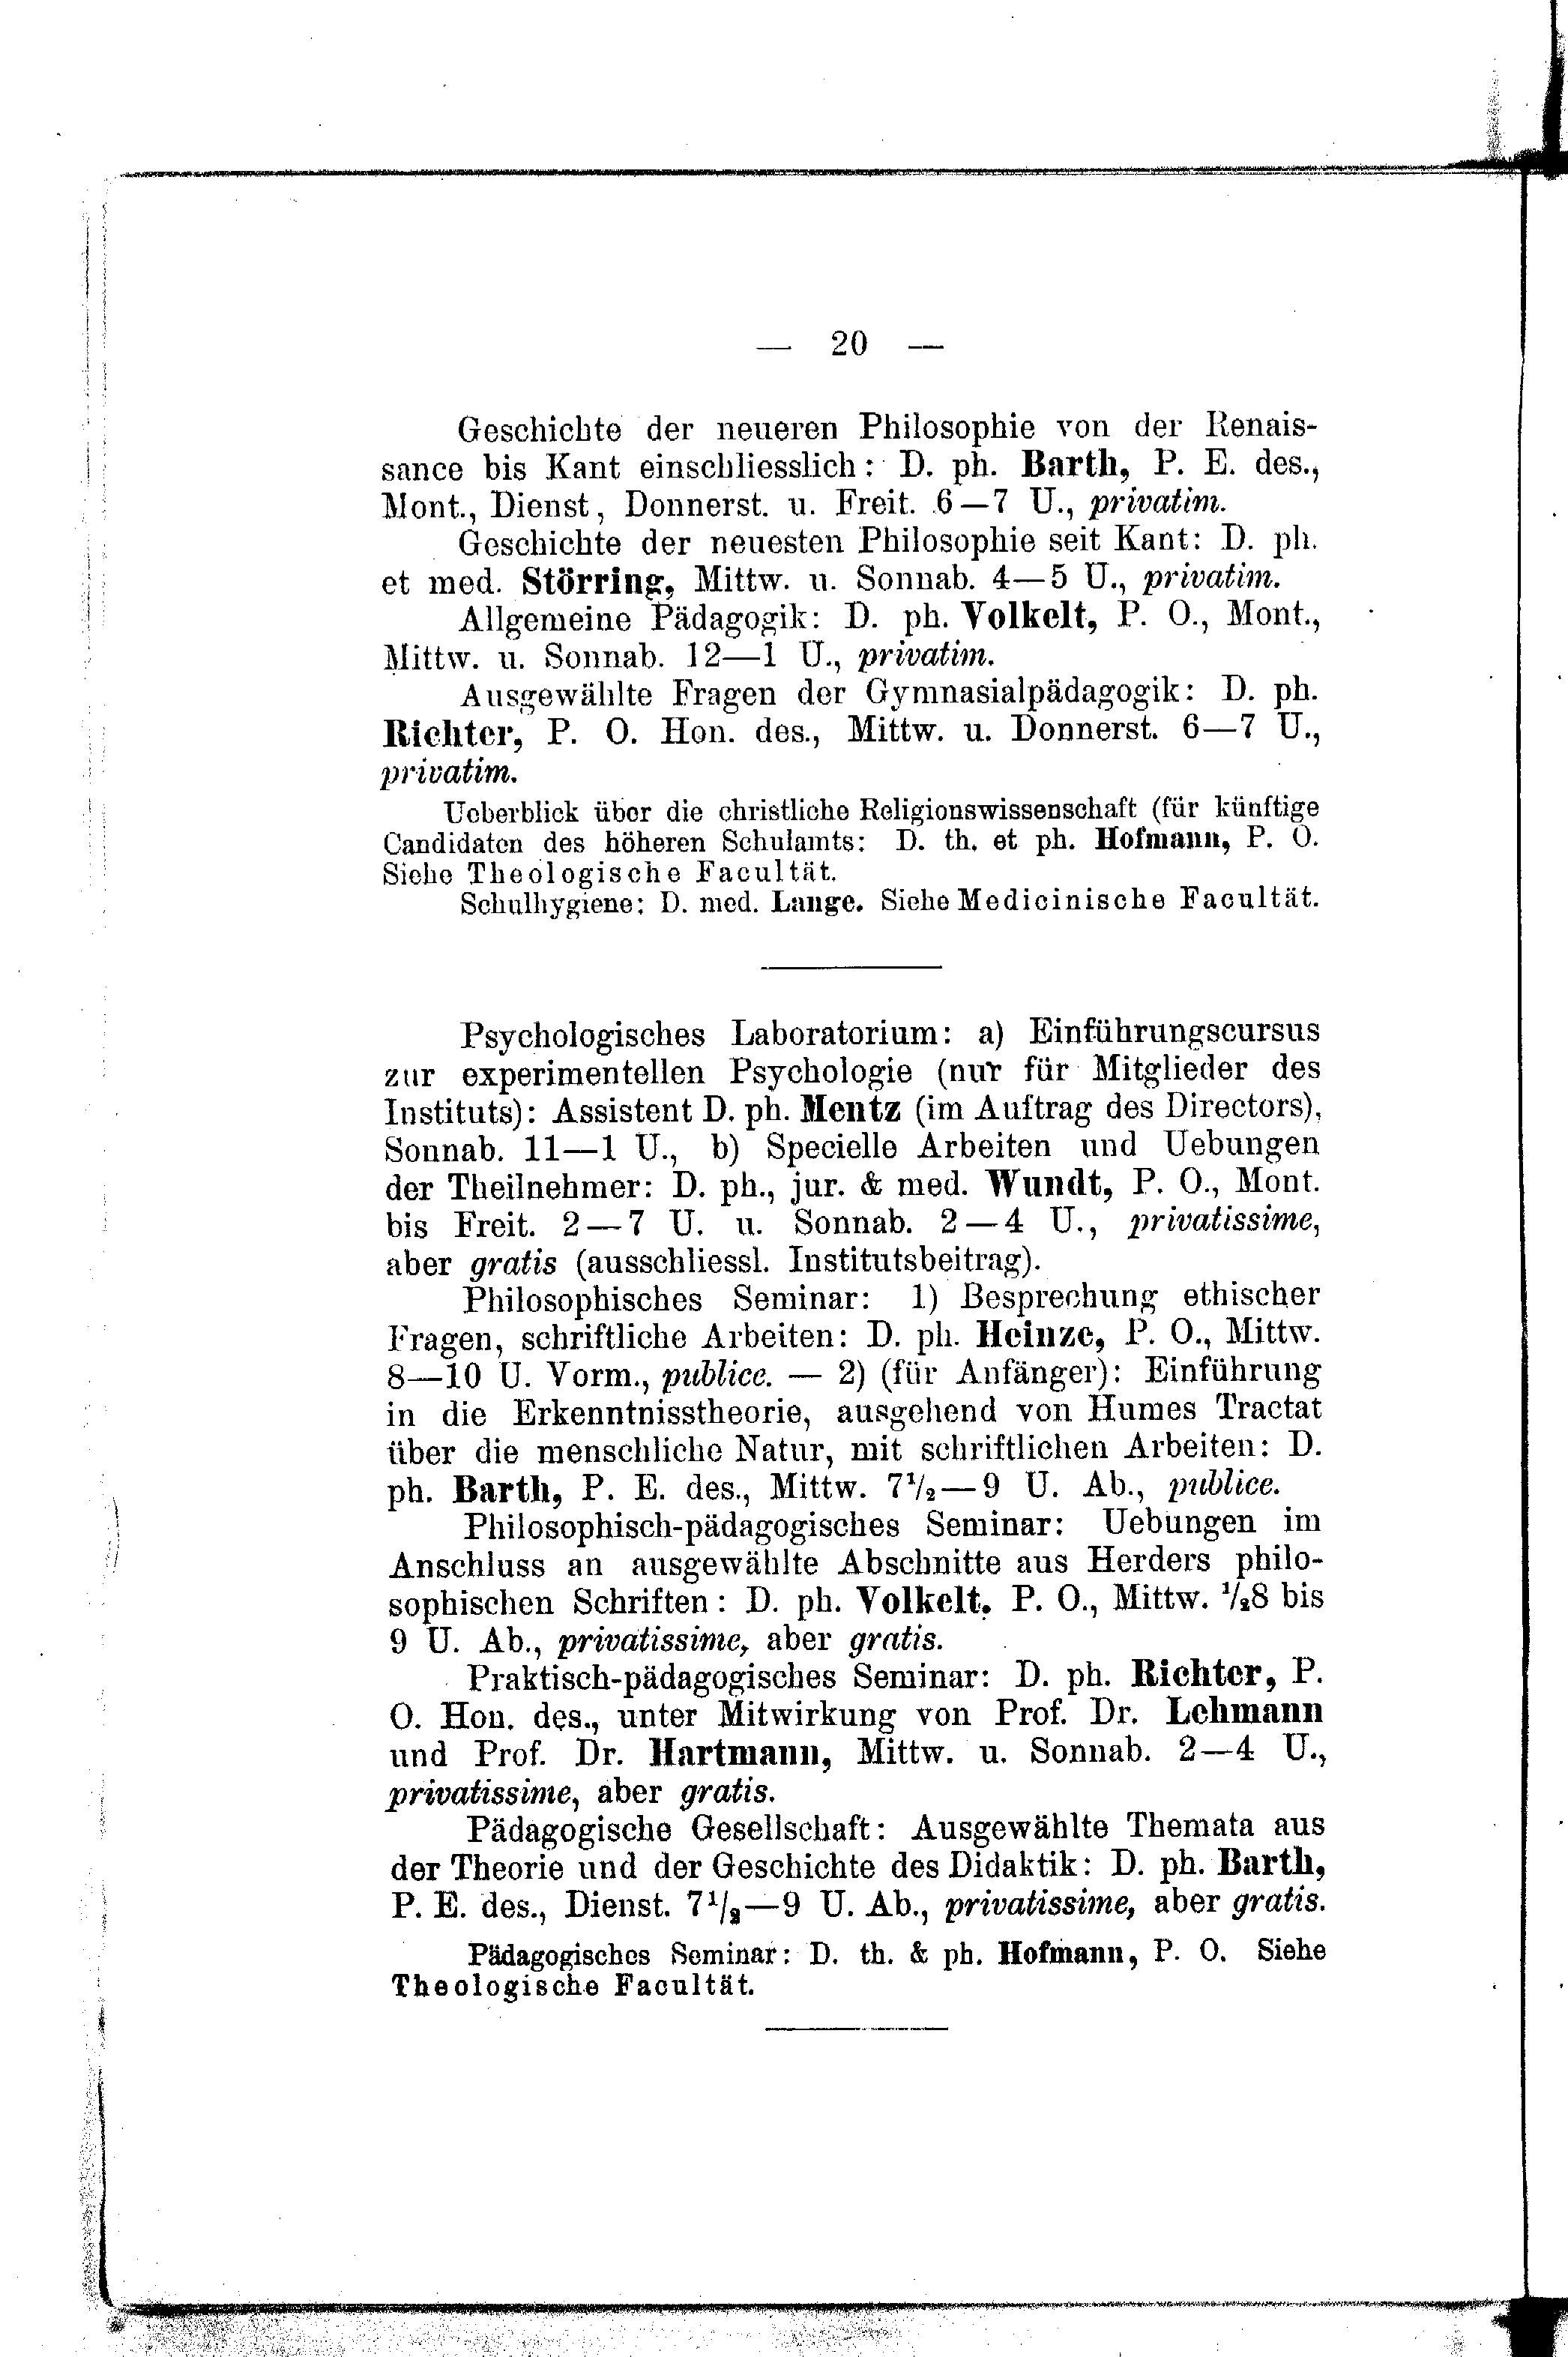 — 20 —
Geschichte der neueren Philosophie von der Renais-
sance bis Kant einschliesslich: D. ph. Barth, P. E. des.,
Mont., Dienst, Donnerst. u. Freit. 6—7 U., privatim.
Geschichte der neuesten Philosophie seit Kant: D. ph.
et med. Störring, Mittw. u. Sonnab. 4—5 U., privatim.
Allgemeine Pädagogik: D. ph. Volkelt, P. O., Mont.,
Mittw. u. Sonnab. 12—1 U., privatim.
Ausgewählte Fragen der Gymnasialpädagogik: D. ph.
Richter, P. O. Hon. des., Mittw. u. Donnerst. 6—7 U.,
privatim.
Ueberblick über die christliche Religionswissenschaft (für künftige
Candidaten des höheren Schulamts: D. th. et ph. Hofmann, P. O.
Siehe Theologische Facultät.
Schulhygiene: D. med. Lange. Siehe Medicinische Facultät.
Psychologisches Laboratorium: a) Einführungscursus
zur experimentellen Psychologie (nur für Mitglieder des
Instituts): Assistent D. ph. Mentz (im Auftrag des Directors),
Sonnab. 11—1 U., b) Specielle Arbeiten und Uebungen
der Theilnehmer: D. ph., jur. & med. Wundt, P. O., Mont.
bis Freit. 2—7 U. u. Sonnab. 2—4 U., privatissime,
aber gratis (ausschliessl. Institutsbeitrag).
Philosophisches Seminar: 1) Besprechung ethischer
Fragen, schriftliche Arbeiten: D. ph. Heinze, P. O., Mittw.
8—10 U. Vorm., publice. — 2) (für Anfänger): Einführung
in die Erkenntnisstheorie, ausgehend von Humes Tractat
über die menschliche Natur, mit schriftlichen Arbeiten: D.
ph. Barth, P. E. des., Mittw. 7½—9 U. Ab., publice.
Philosophisch-pädagogisches Seminar: Uebungen im
Anschluss an ausgewählte Abschnitte aus Herders philo-
sophischen Schriften: D. ph. Volkelt. P. O., Mittw. ½8 bis
9 U. Ab., privatissime, aber gratis.
Praktisch-pädagogisches Seminar: D. ph. Richter, P.
O. Hon. des., unter Mitwirkung von Prof. Dr. Lehmann
und Prof. Dr. Hartmann, Mittw. u. Sonnab. 2—4 U.,
privatissime, aber gratis.
Pädagogische Gesellschaft: Ausgewählte Themata aus
der Theorie und der Geschichte des Didaktik: D. ph. Barth,
P. E. des., Dienst. 7½—9 U. Ab., privatissime, aber gratis.
Pädagogisches Seminar: D. th. & ph. Hofmann, P. O. Siehe
Theologische Facultät.